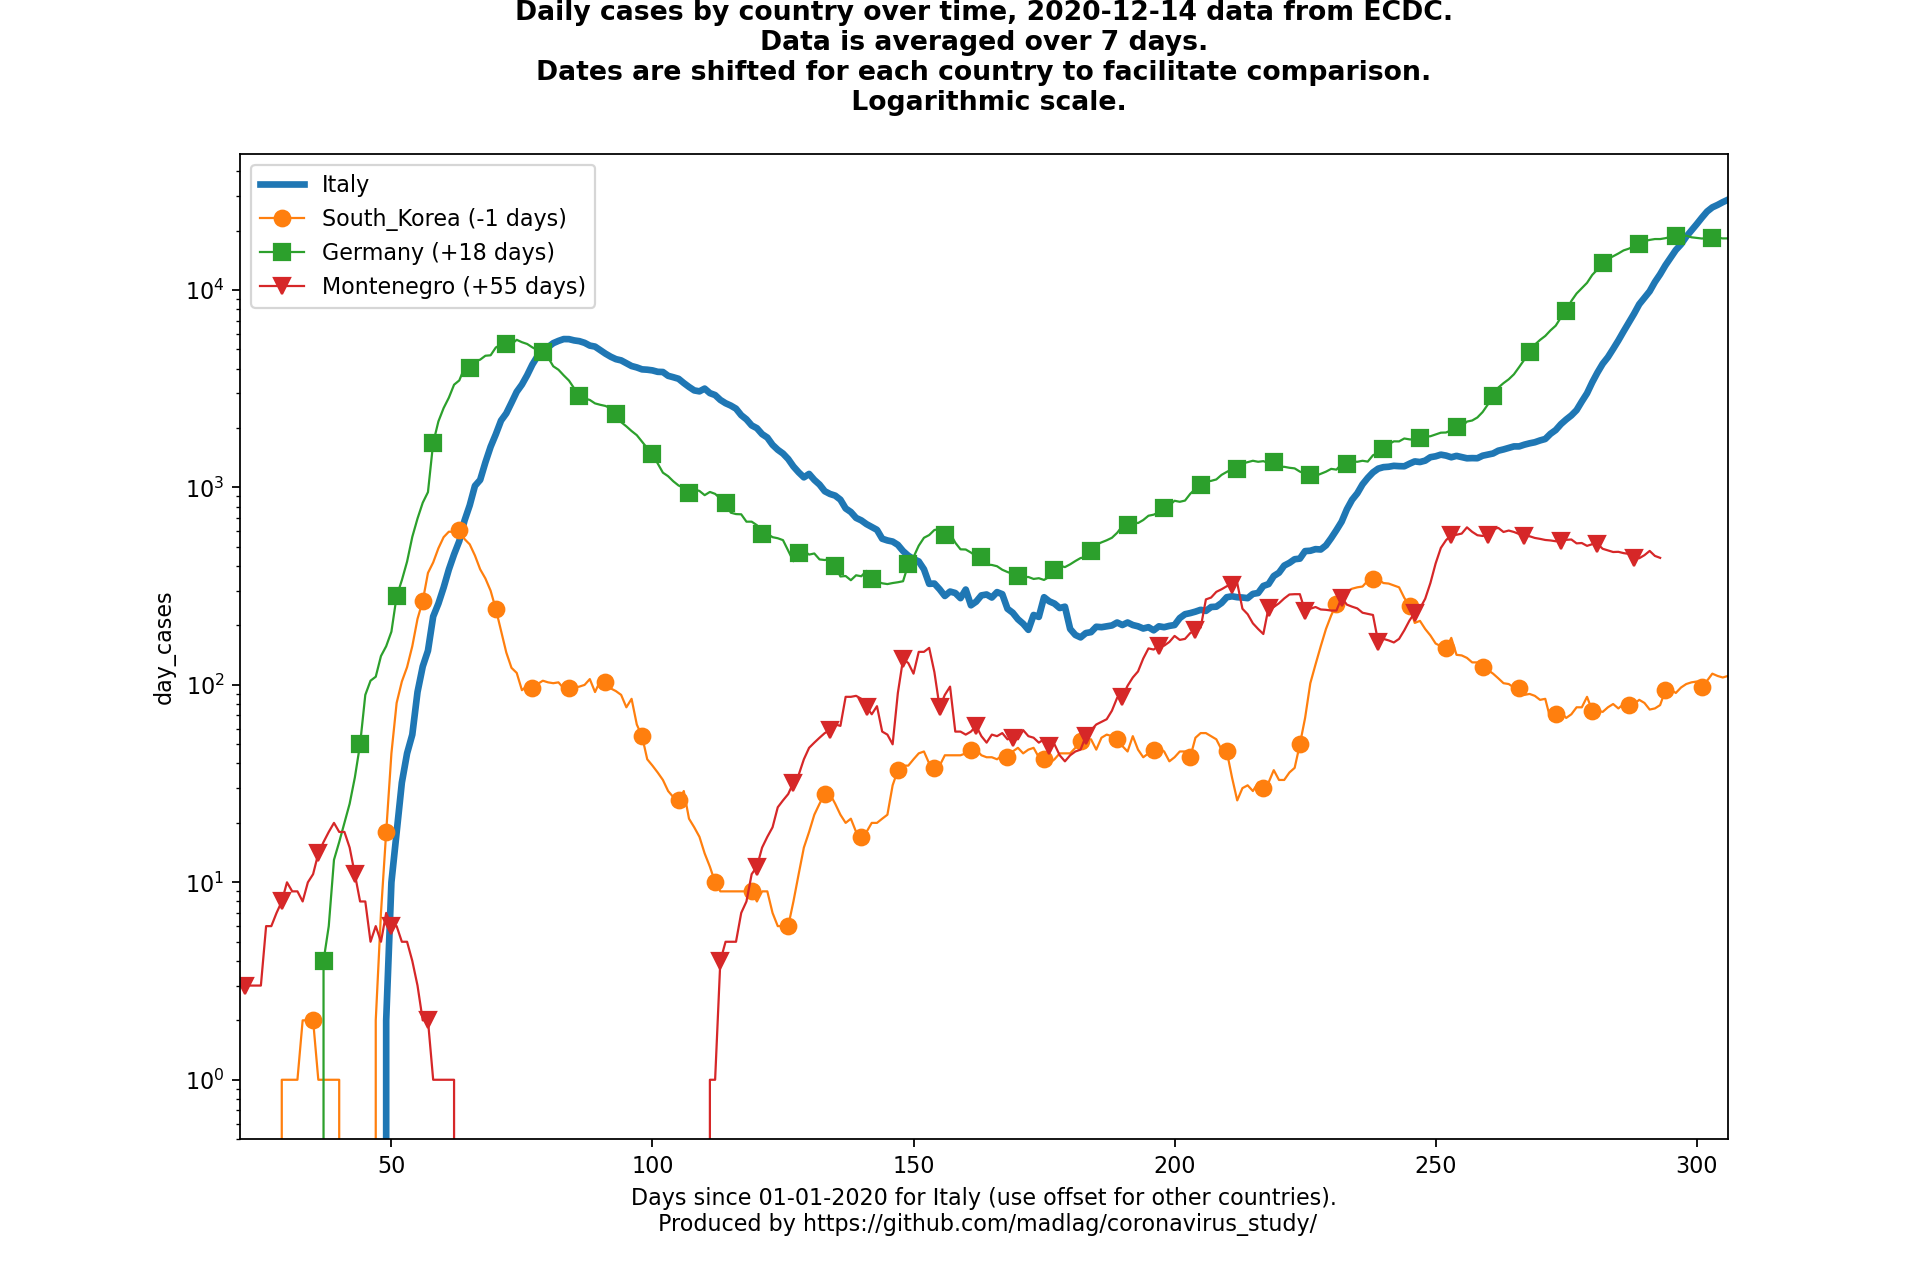 Daily cases by country over time, 2020-12-14 data from ECDC.
Data is averaged over 7 days.
Dates are shifted for each country to facilitate comparison.
Logarithmic scale.
Italy
South_Korea (-1 days)
Germany (+18 days)
Montenegro (+55 days)
day_cases
10⁴
10³
10²
10¹
10⁰
50 100 150 200 250 300
Days since 01-01-2020 for Italy (use offset for other countries).
Produced by https://github.com/madlag/coronavirus_study/